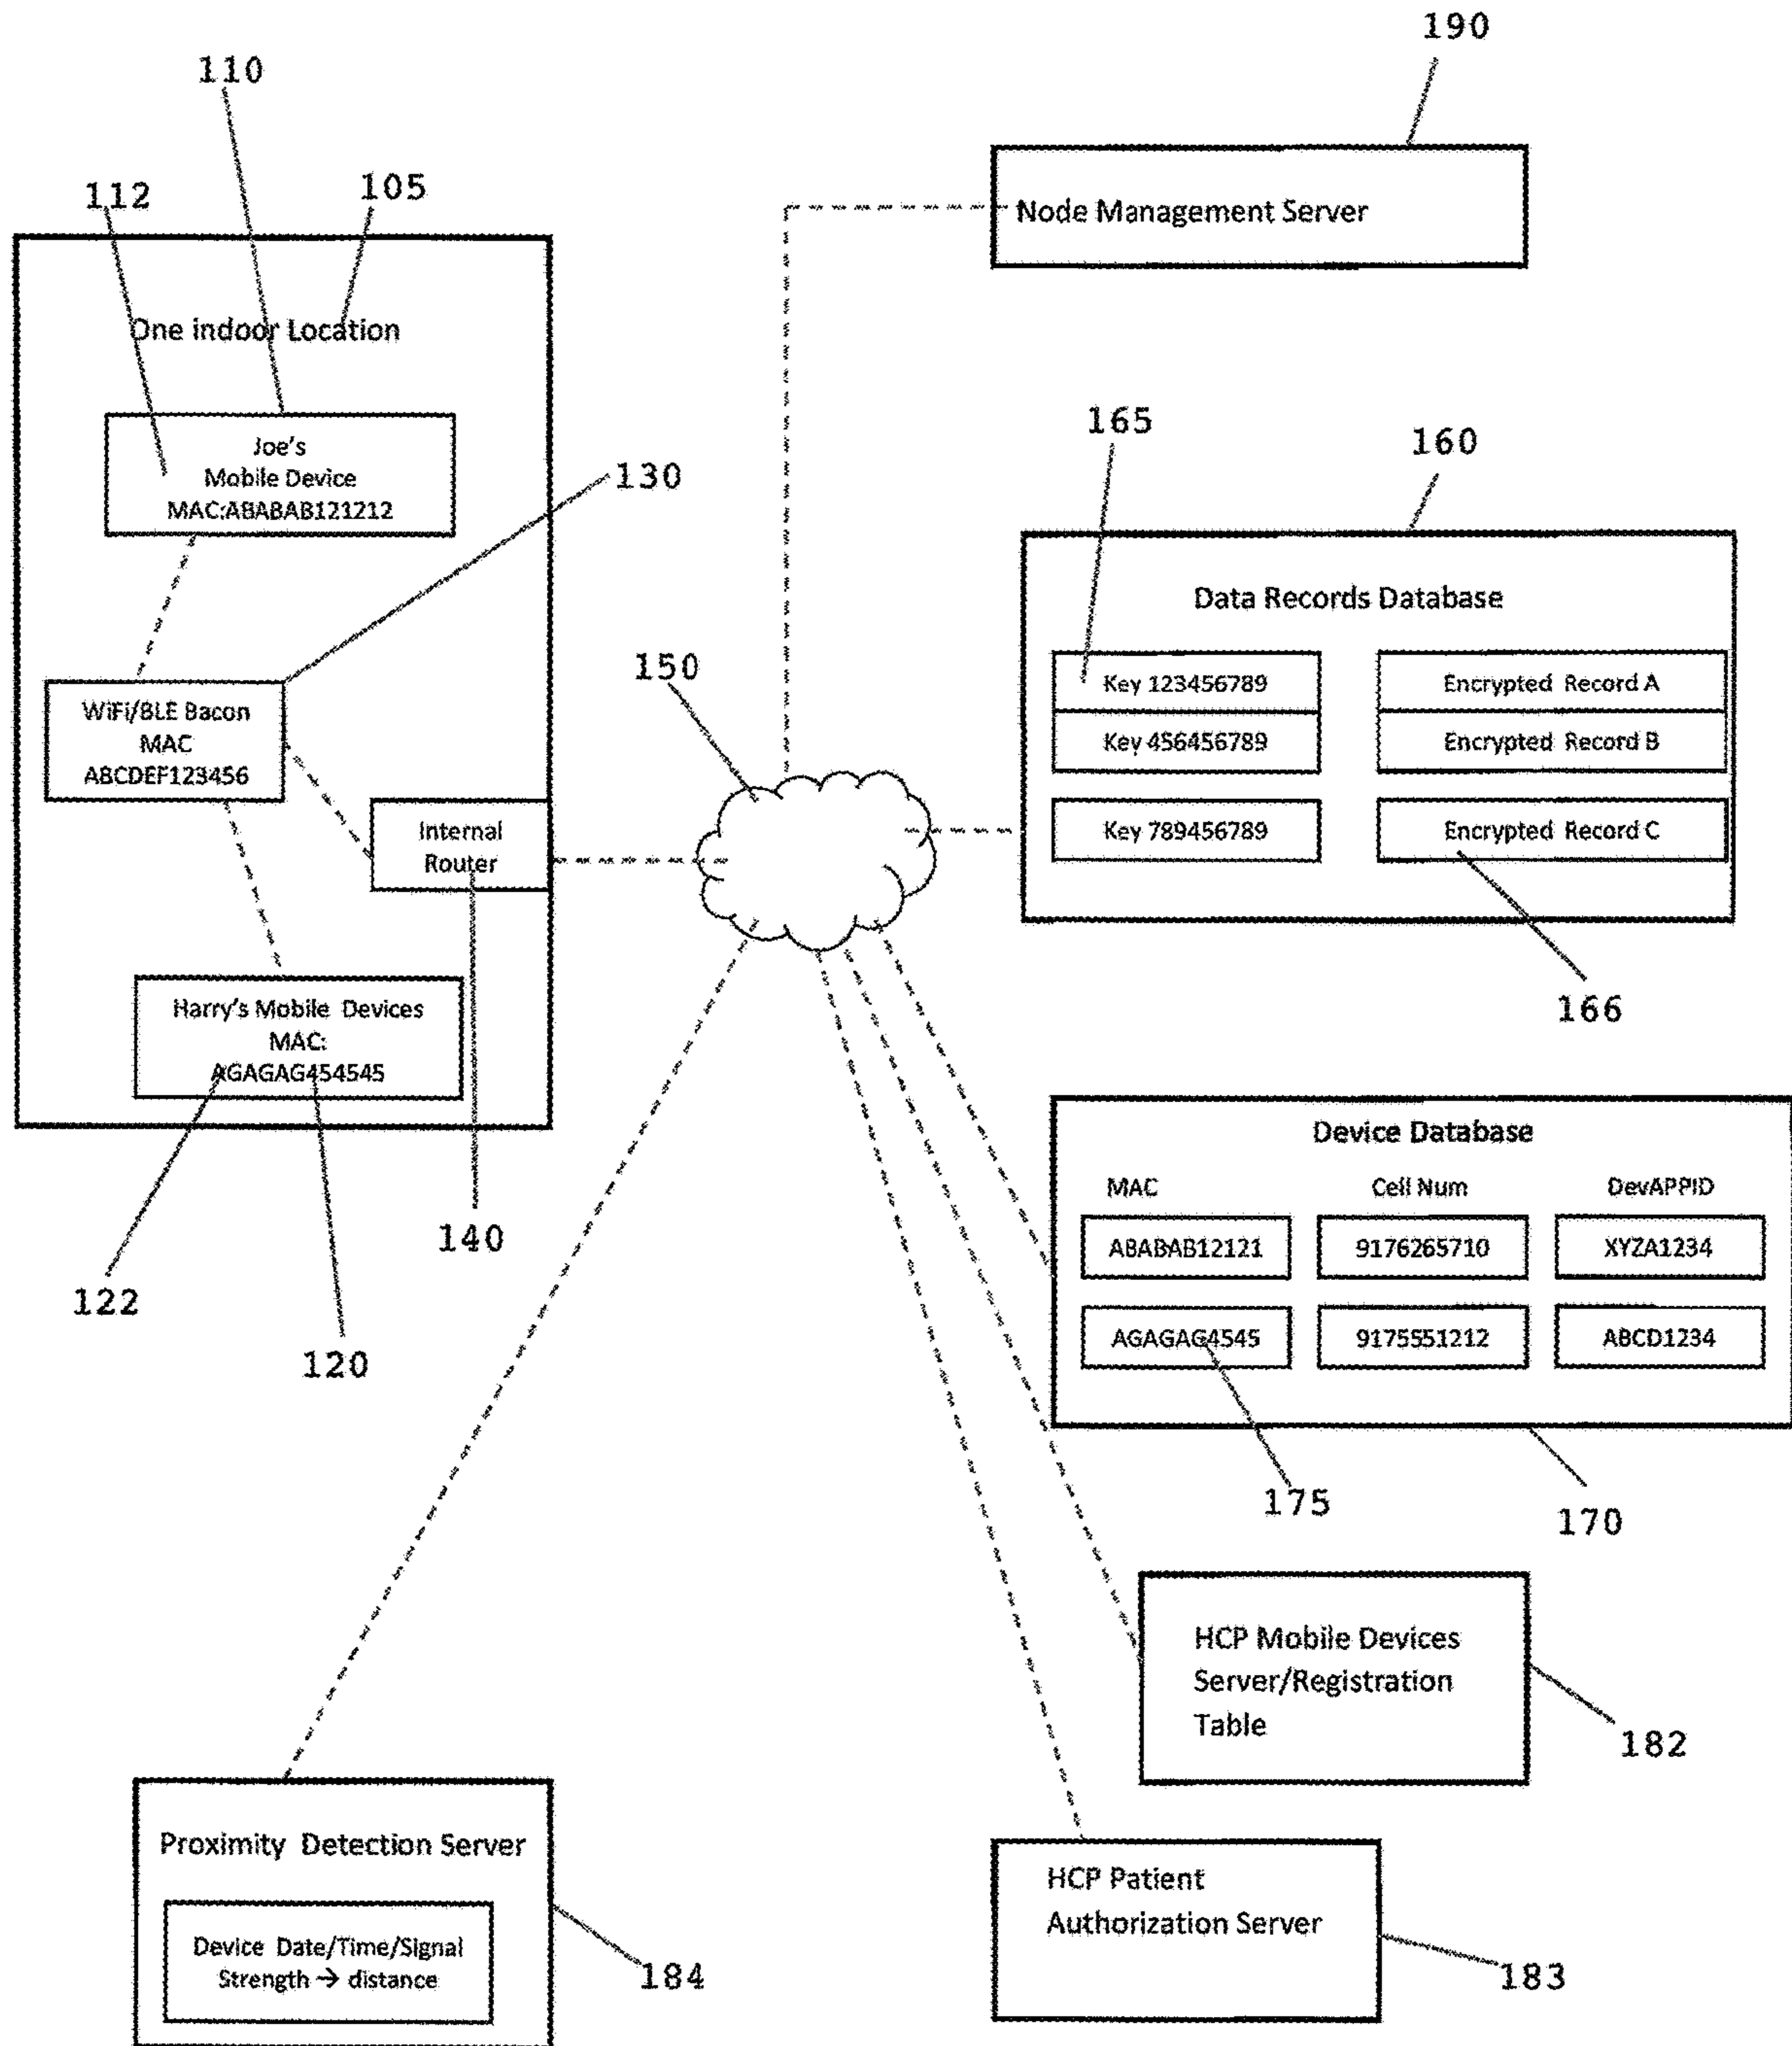 190
110
112
105
Node Management Server
One indoor Location
165
160
130
Joe's
Mobile Device
MAC:ABABAB121212
Data Records Database
150
Key 123456789
Encrypted Record A
WiFi/BLE Bacon
MAC
ABCDEF123456
Key 456456789
Encrypted Record B
Internal
Router
Key 789456789
Encrypted Record C
166
Harry's Mobile Devices
MAC:
AGAGAG454545
Device Database
MAC
Cell Num
DevAPPID
140
ABABAB12121
9176265710
XYZA1234
122
120
AGAGAG4545
9175551212
ABCD1234
175
170
HCP Mobile Devices
Server/Registration
Table
182
Proximity Detection Server
HCP Patient
Authorization Server
Device Date/Time/Signal
Strength → distance
184
183